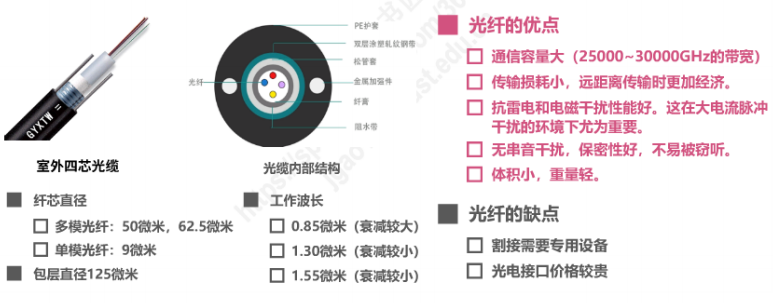 GYXTW
室外四芯光缆
PE护套
双层涂塑轧纹钢带
松管套
光纤
金属加强件
纤膏
阻水带
光缆内部结构
纤芯直径
多模光纤：50微米，62.5微米
单模光纤：9微米
包层直径125微米
工作波长
0.85微米（衰减较大）
1.30微米（衰减较小）
1.55微米（衰减较小）
光纤的优点
通信容量大（25000~30000GHz的带宽）
传输损耗小，远距离传输时更加经济。
抗雷电和电磁干扰性能好。这在大电流脉冲
干扰的环境下尤为重要。
无串音干扰，保密性好，不易被窃听。
体积小，重量轻。
光纤的缺点
割接需要专用设备
光电接口价格较贵